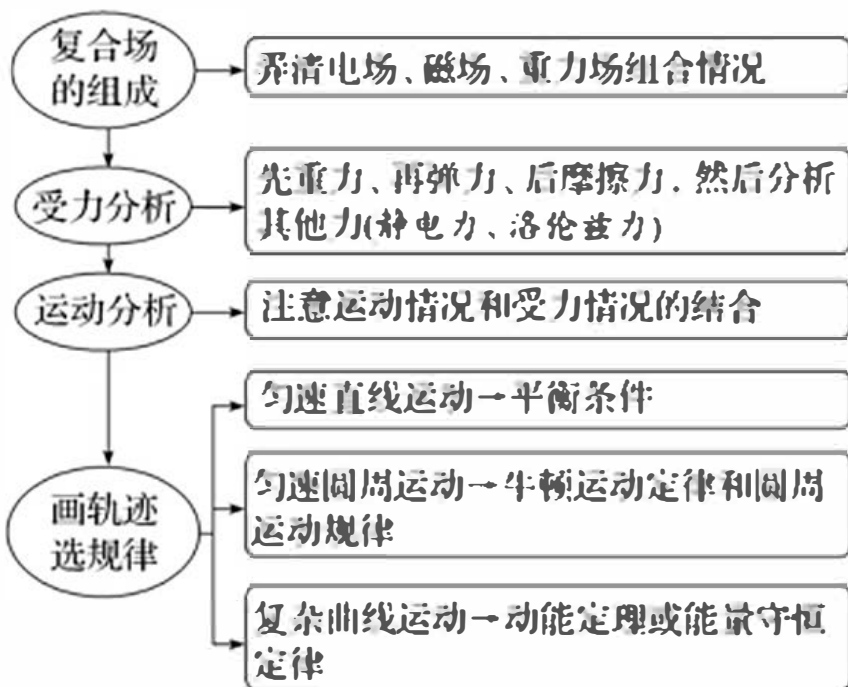 复合场
的组成
弄清电场、磁场、重力场组合情况
受力分析
先重力、再弹力、后摩擦力,然后分析
其他力(静电力、洛伦兹力)
运动分析
注意运动情况和受力情况的结合
画轨迹
选规律
匀速直线运动→平衡条件
匀速圆周运动→牛顿运动定律和圆周
运动规律
复杂曲线运动→动能定理或能量守恒
定律